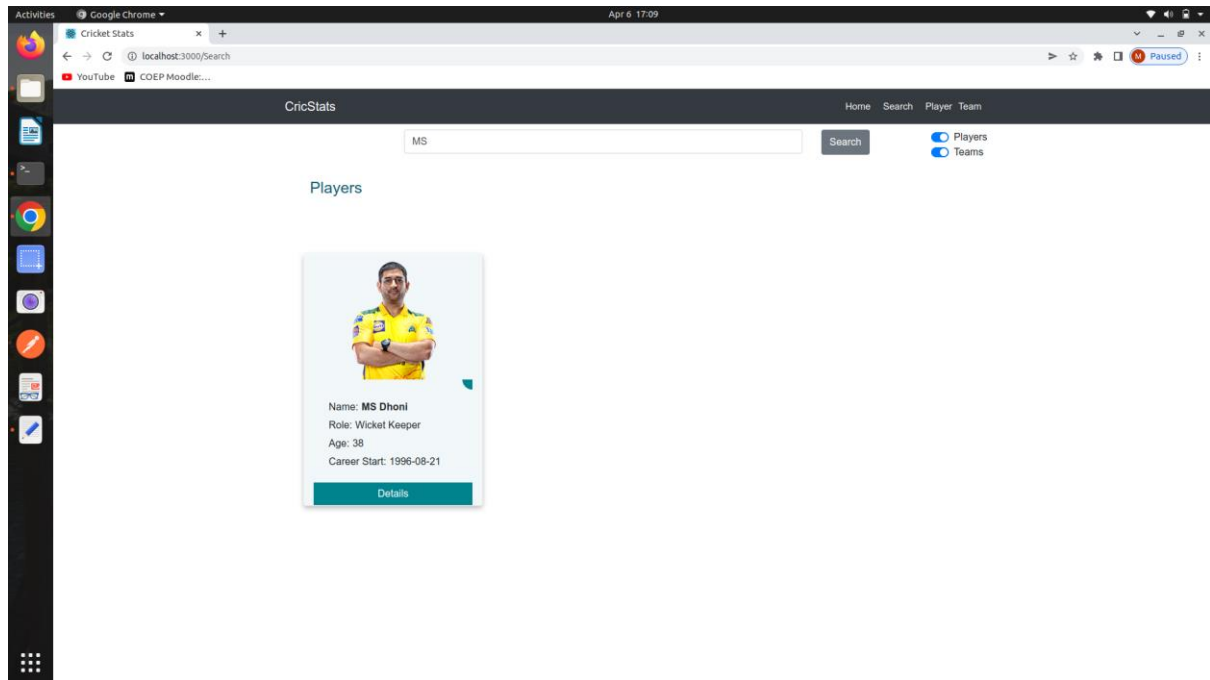 Activities Google Chrome Apr 6 17:09
Cricket Stats
localhost:3000/Search Paused
YouTube m COEP Moodle:...
CricStats Home Search Player Team
MS Search Players
Teams
Players
Name: MS Dhoni
Role: Wicket Keeper
Age: 38
Career Start: 1996-08-21
Details